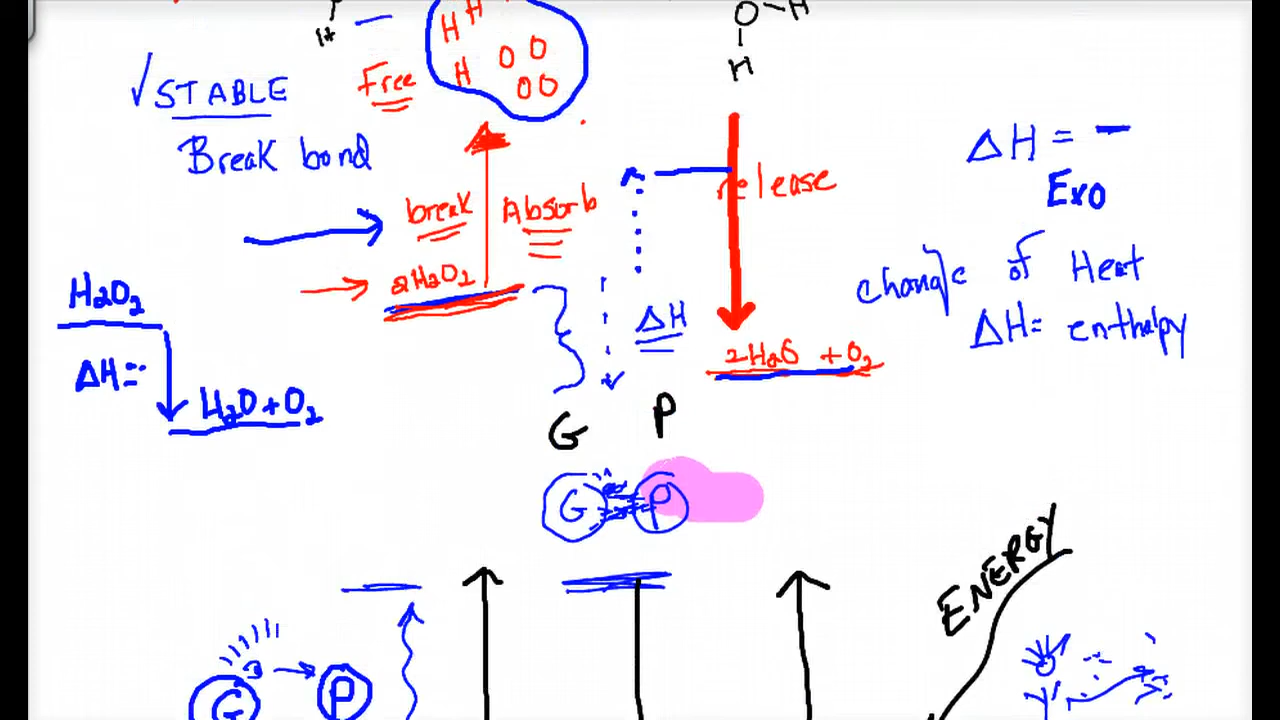 H H
H
O O
O O
H
O-H
H
√ STABLE
Free
Break bond
break
Absorb
release
ΔH = -
Exo
change of Heat
ΔH= enthalpy
2H2O2
ΔH
2H2O + O2
H2O2
ΔH=-
H2O + O2
G P
G P
ENERGY
G → P